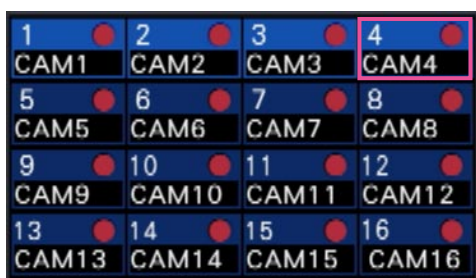 1 2 3 4
CAM1 CAM2 CAM3 CAM4
5 6 7 8
CAM5 CAM6 CAM7 CAM8
9 10 11 12
CAM9 CAM10 CAM11 CAM12
13 14 15 16
CAM13 CAM14 CAM15 CAM16